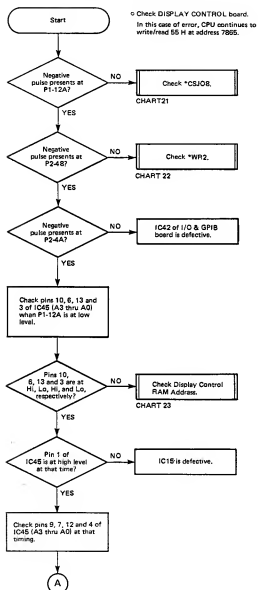 Start
○ Check DISPLAY CONTROL board.
In this case of error, CPU continues to
write/read 55 H at address 7865.
Negative
pulse presents at
P1-12A?
NO
Check *CSJO8.
CHART21
YES
Negative
pulse presents at
P2-4B?
NO
Check *WR2.
CHART 22
YES
Negative
pulse presents at
P2-4A?
NO
IC42 of I/O & GPIB
board is defective.
YES
Check pins 10, 6, 13 and
3 of IC45 (A3 thru A0)
when P1-12A is at low
level.
Pins 10,
6, 13 and 3 are at
Hi, Lo, Hi, and Lo,
respectively?
NO
Check Display Control
RAM Address.
CHART 23
YES
Pin 1 of
IC45 is at high level
at that time?
NO
IC15 is defective.
YES
Check pins 9, 7, 12 and 4 of
IC45 (A3 thru A0) at that
timing.
A